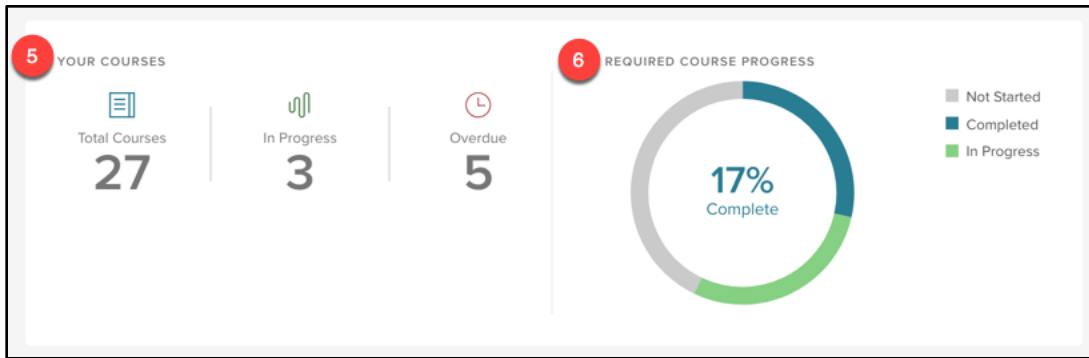 5 YOUR COURSES
Total Courses
27
In Progress
3
Overdue
5
6 REQUIRED COURSE PROGRESS
17%
Complete
Not Started
Completed
In Progress